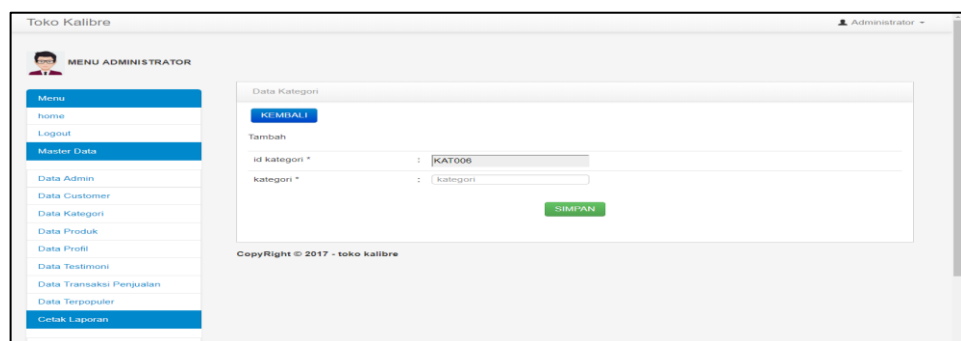 Toko Kalibre
Administrator
MENU ADMINISTRATOR
Menu
home
Logout
Master Data
Data Admin
Data Customer
Data Kategori
Data Produk
Data Profil
Data Testimoni
Data Transaksi Penjualan
Data Terpopuler
Cetak Laporan
Data Kategori
KEMBALI
Tambah
id kategori * : KAT006
kategori * : kategori
SIMPAN
CopyRight © 2017 - toko kalibre